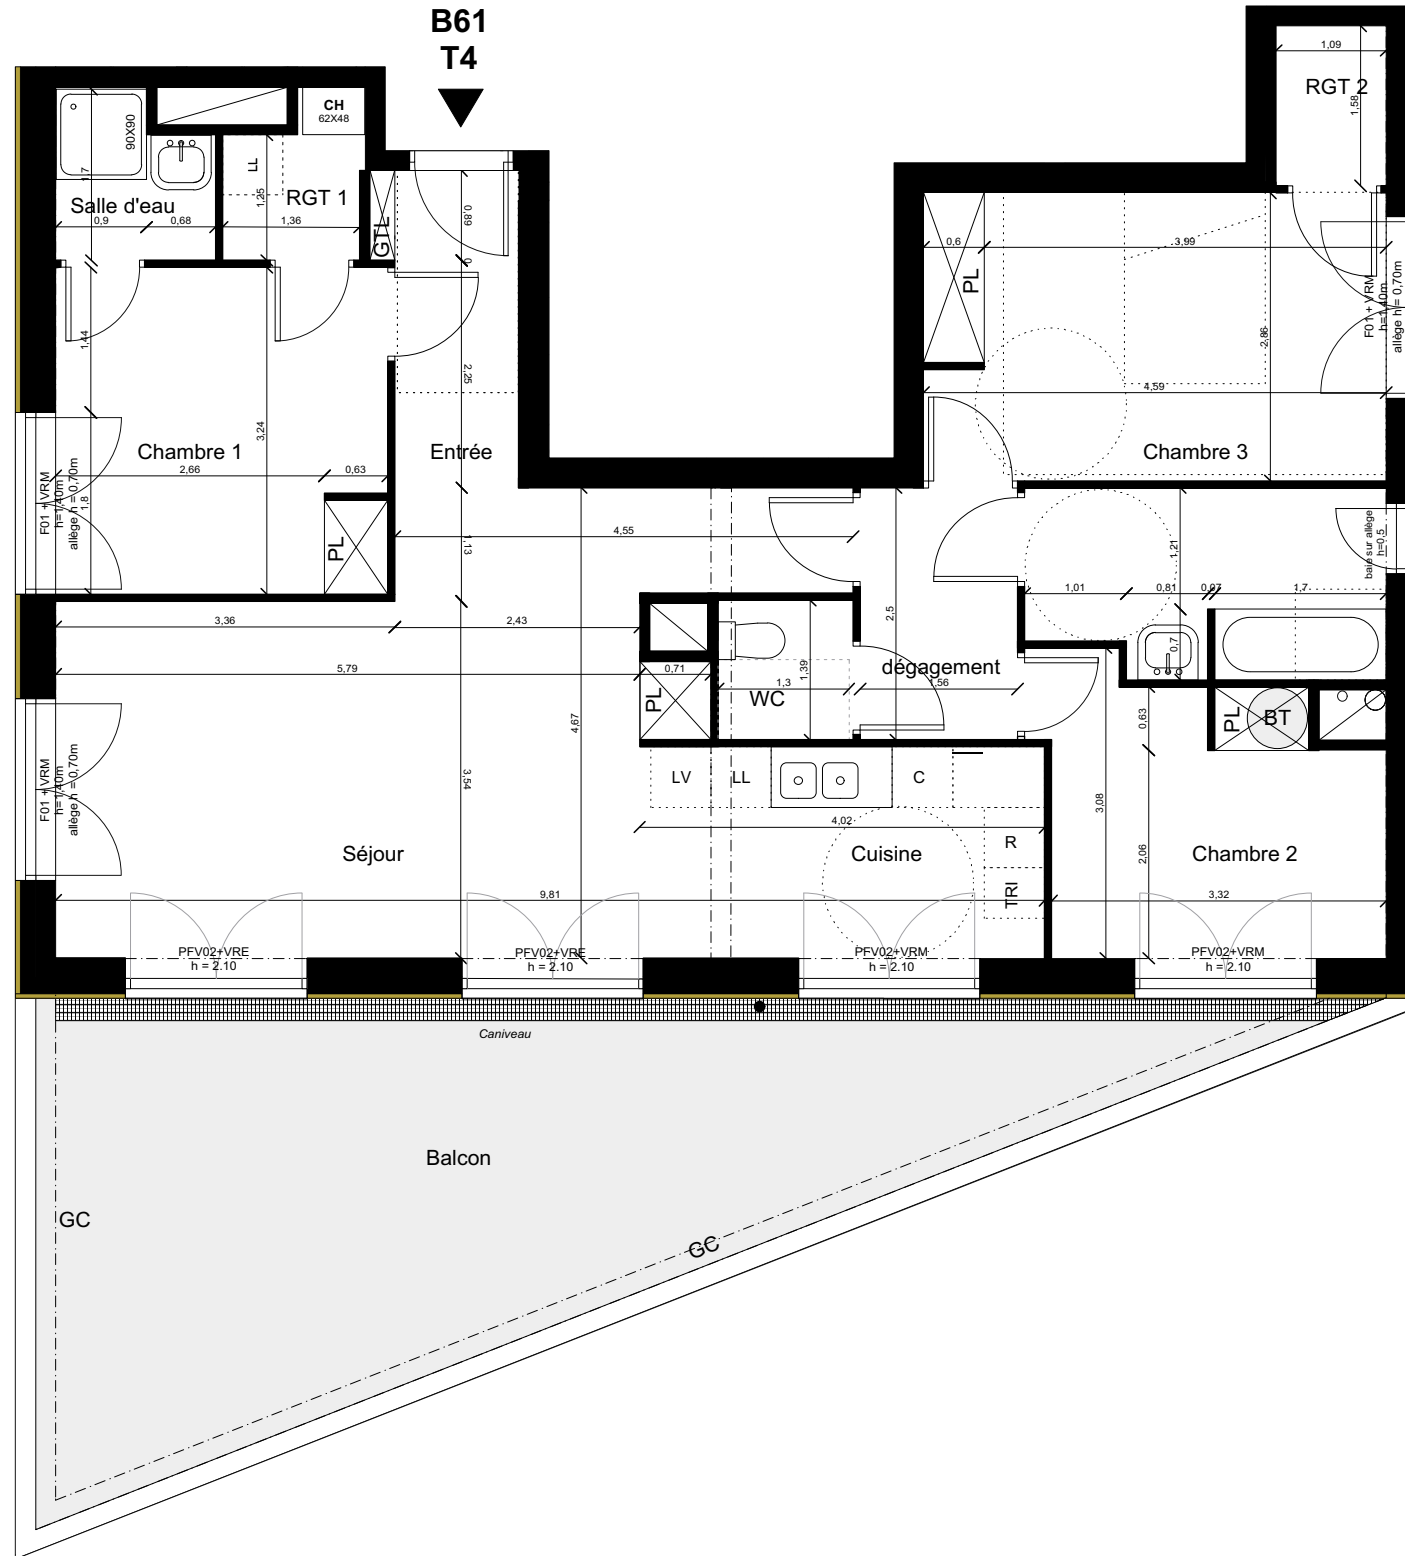 B61
T4
1,09
RGT 2
1,58
CH
62X48
90X90
LL
1,7
1,25
RGT 1
Salle d'eau
0,9
0,68
1,36
GTL
0,89
0
0,6
3,99
PL
F01 + VRM
h=1,40m
allège h = 0,70m
1,44
2,25
2,86
4,59
3,24
Chambre 1
Entrée
Chambre 3
2,66
0,63
F01 + VRM
h=1,40m
allège h = 0,70m
1,8
PL
4,55
1,13
1,21
baie sur allège
h=0,5
1,01
0,81
0,07
1,7
2,5
3,36
2,43
0,7
5,79
0,71
1,39
dégagement
1,3
1,56
WC
PL
4,67
0,63
PL
BT
F01 + VRM
h=1,40m
allège h = 0,70m
3,54
LV
LL
C
3,08
4,02
R
2,06
Séjour
Cuisine
Chambre 2
TRI
9,81
3,32
PFV02+VRE
h = 2.10
PFV02+VRE
h = 2.10
PFV02+VRM
h = 2.10
PFV02+VRM
h = 2.10
Caniveau
Balcon
GC
GC